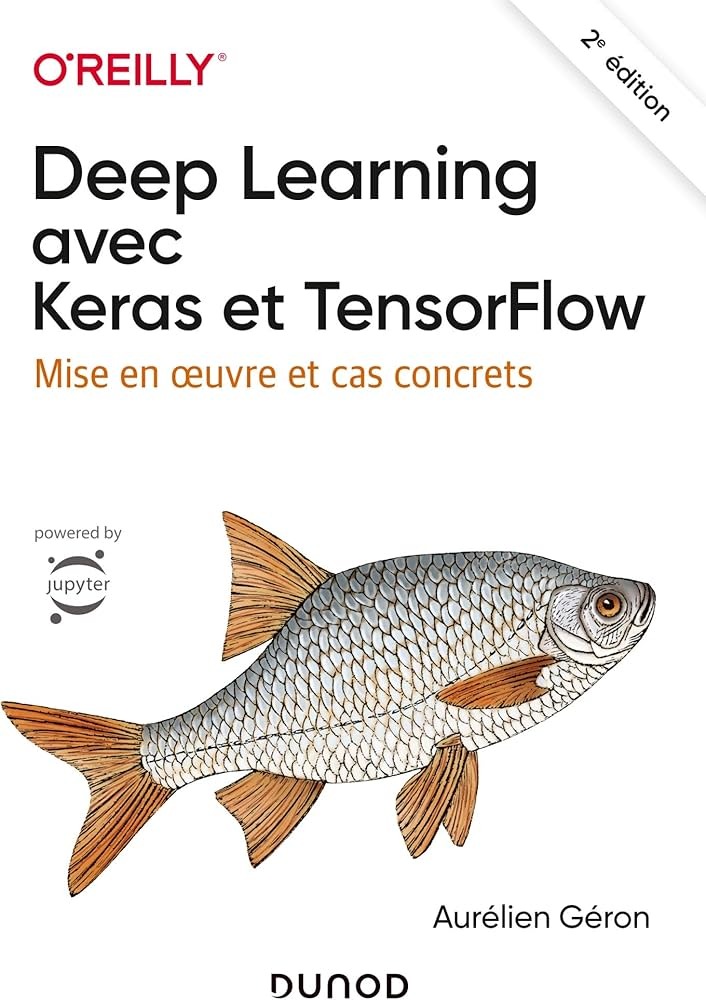 O'REILLY®
2e édition
Deep Learning
avec
Keras et TensorFlow
Mise en œuvre et cas concrets
powered by
jupyter
Aurélien Géron
DUNOD